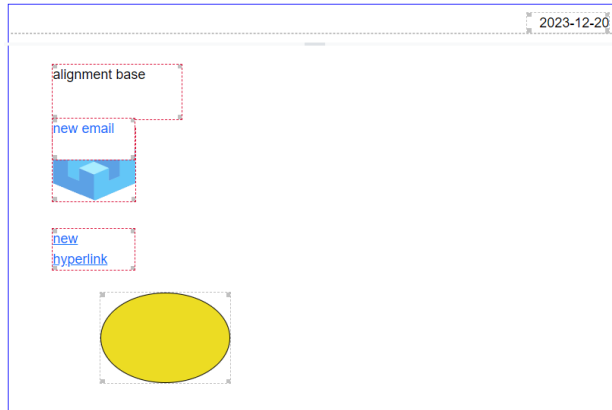 2023-12-20
alignment base
new email
new
hyperlink